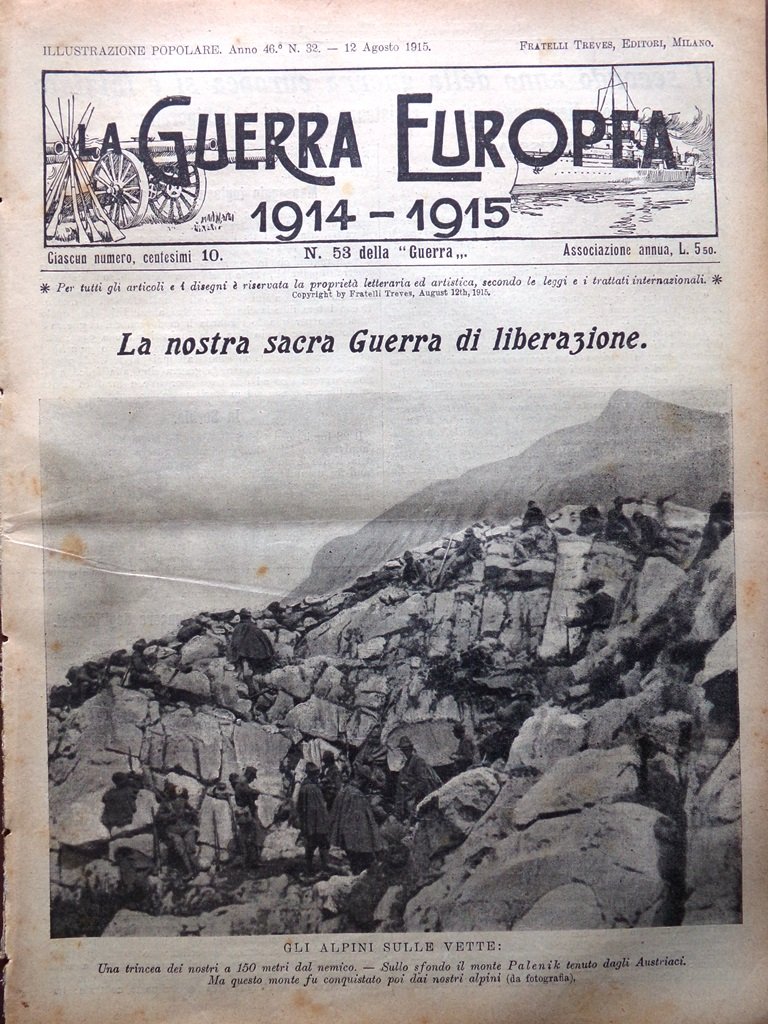 ILLUSTRAZIONE POPOLARE. Anno 46.º N. 32. — 12 Agosto 1915. FRATELLI TREVES, EDITORI, MILANO.
LA GUERRA EUROPEA
1914 - 1915
Ciascun numero, centesimi 10. N. 53 della "Guerra„. Associazione annua, L. 5 50.
* Per tutti gli articoli e i disegni è riservata la proprietà letteraria ed artistica, secondo le leggi e i trattati internazionali. *
Copyright by Fratelli Treves, August 12th, 1915.
La nostra sacra Guerra di liberazione.
GLI ALPINI SULLE VETTE:
Una trincea dei nostri a 150 metri dal nemico. — Sullo sfondo il monte Palenik tenuto dagli Austriaci.
Ma questo monte fu conquistato poi dai nostri alpini (da fotografia).